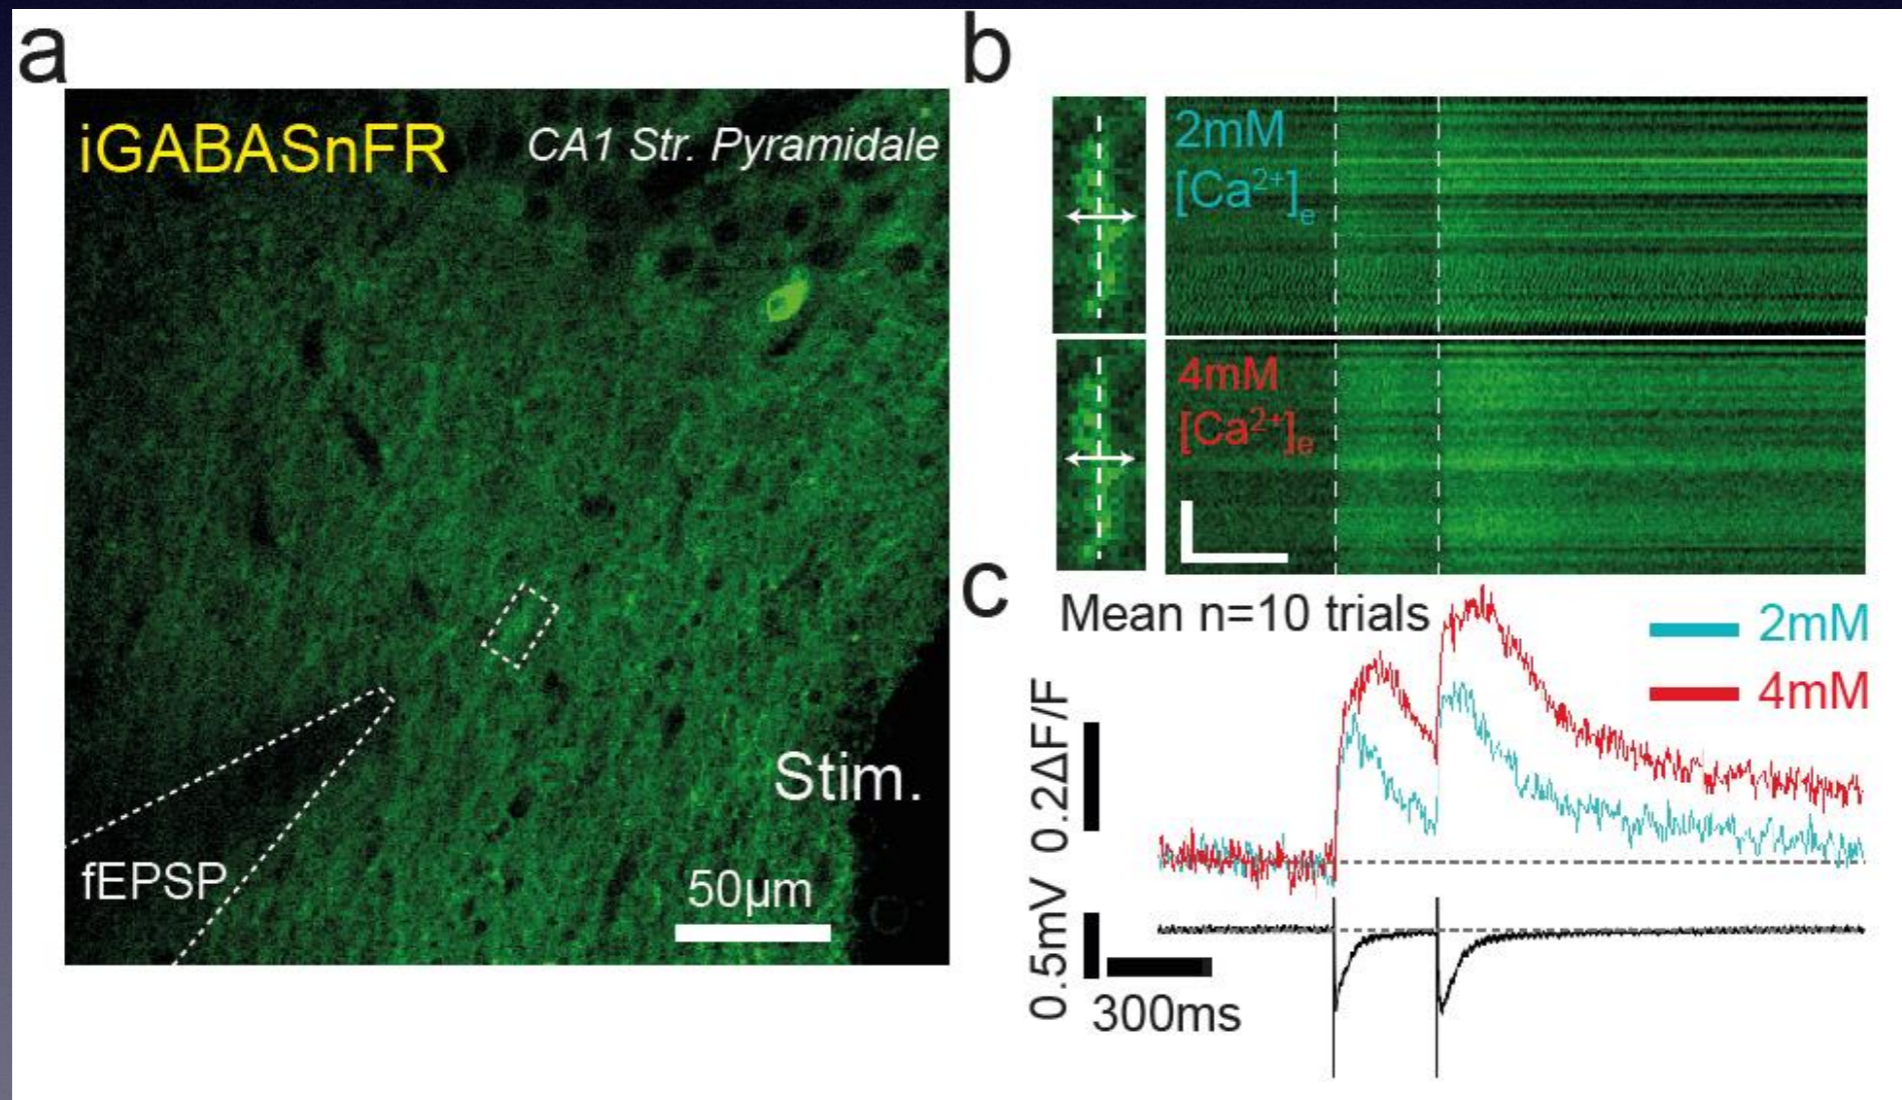 a
iGABASnFR
CA1 Str. Pyramidale
fEPSP
Stim.
50µm
b
2mM
[Ca²⁺]e
4mM
[Ca²⁺]e
c
Mean n=10 trials
2mM
4mM
0.2ΔF/F
0.5mV
300ms